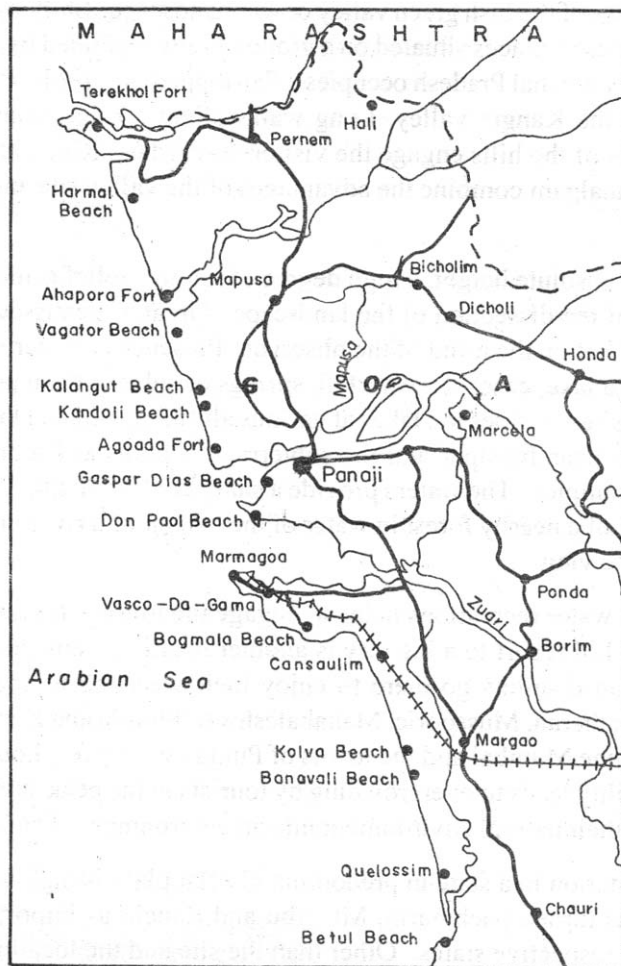 MAHARASHTRA
Terekhol Fort
Hali
Pernem
Harmal
Beach
Bicholim
Mapusa
Ahapora Fort
Dicholi
Vagator Beach
Mapusa
Honda
GOA
Kalangut Beach
Kandoli Beach
Marcela
Agoada Fort
Panaji
Gaspar Dias Beach
Don Paol Beach
Marmagoa
Ponda
Vasco-Da-Gama
Zuari
Bogmala Beach
Borim
Cansaulim
Arabian Sea
Margao
Kolva Beach
Banavali Beach
Quelossim
Chauri
Betul Beach